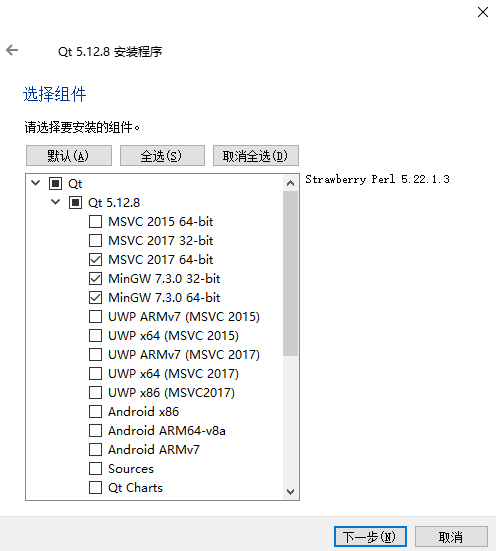 Qt 5.12.8 安装程序
选择组件
请选择要安装的组件。
默认(A)
全选(S)
取消全选(D)
Strawberry Perl 5.22.1.3
Qt
Qt 5.12.8
MSVC 2015 64-bit
MSVC 2017 32-bit
MSVC 2017 64-bit
MinGW 7.3.0 32-bit
MinGW 7.3.0 64-bit
UWP ARMv7 (MSVC 2015)
UWP x64 (MSVC 2015)
UWP ARMv7 (MSVC 2017)
UWP x64 (MSVC 2017)
UWP x86 (MSVC2017)
Android x86
Android ARM64-v8a
Android ARMv7
Sources
Qt Charts
下一步(N)
取消